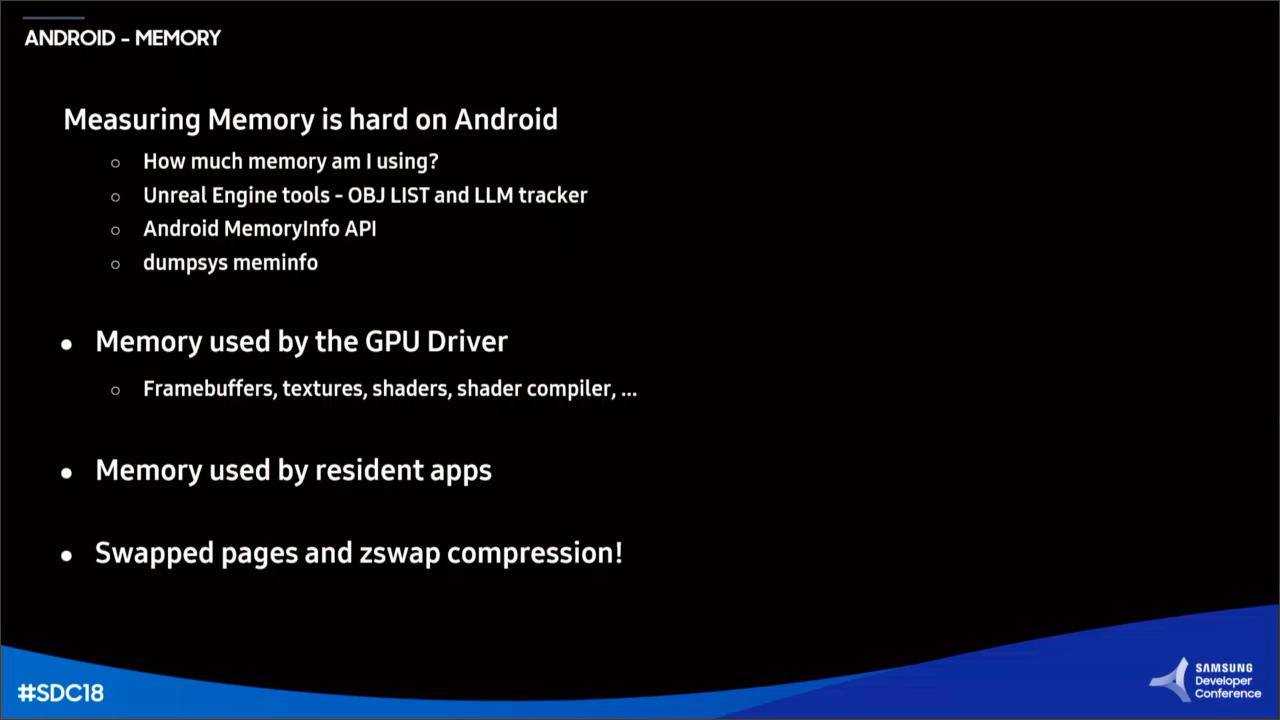 ANDROID - MEMORY
Measuring Memory is hard on Android
○ How much memory am I using?
○ Unreal Engine tools - OBJ LIST and LLM tracker
○ Android MemoryInfo API
○ dumpsys meminfo
● Memory used by the GPU Driver
○ Framebuffers, textures, shaders, shader compiler, ...
● Memory used by resident apps
● Swapped pages and zswap compression!
#SDC18
SAMSUNG
Developer
Conference